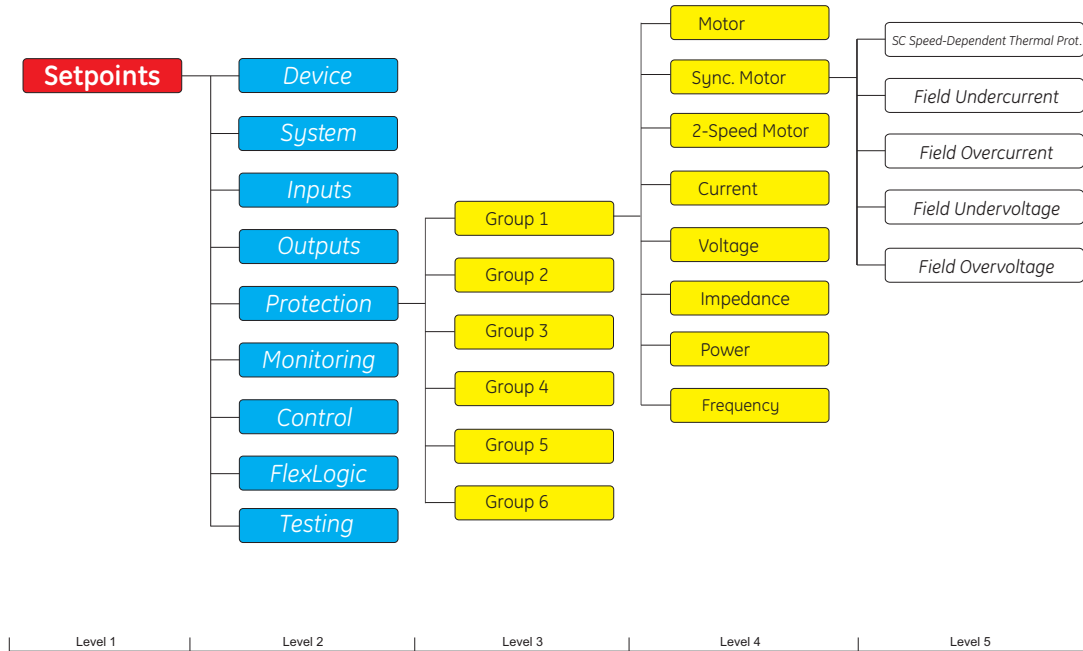 Setpoints
Device
System
Inputs
Outputs
Protection
Monitoring
Control
FlexLogic
Testing
Group 1
Group 2
Group 3
Group 4
Group 5
Group 6
Motor
Sync. Motor
2-Speed Motor
Current
Voltage
Impedance
Power
Frequency
SC Speed-Dependent Thermal Prot.
Field Undercurrent
Field Overcurrent
Field Undervoltage
Field Overvoltage
Level 1
Level 2
Level 3
Level 4
Level 5